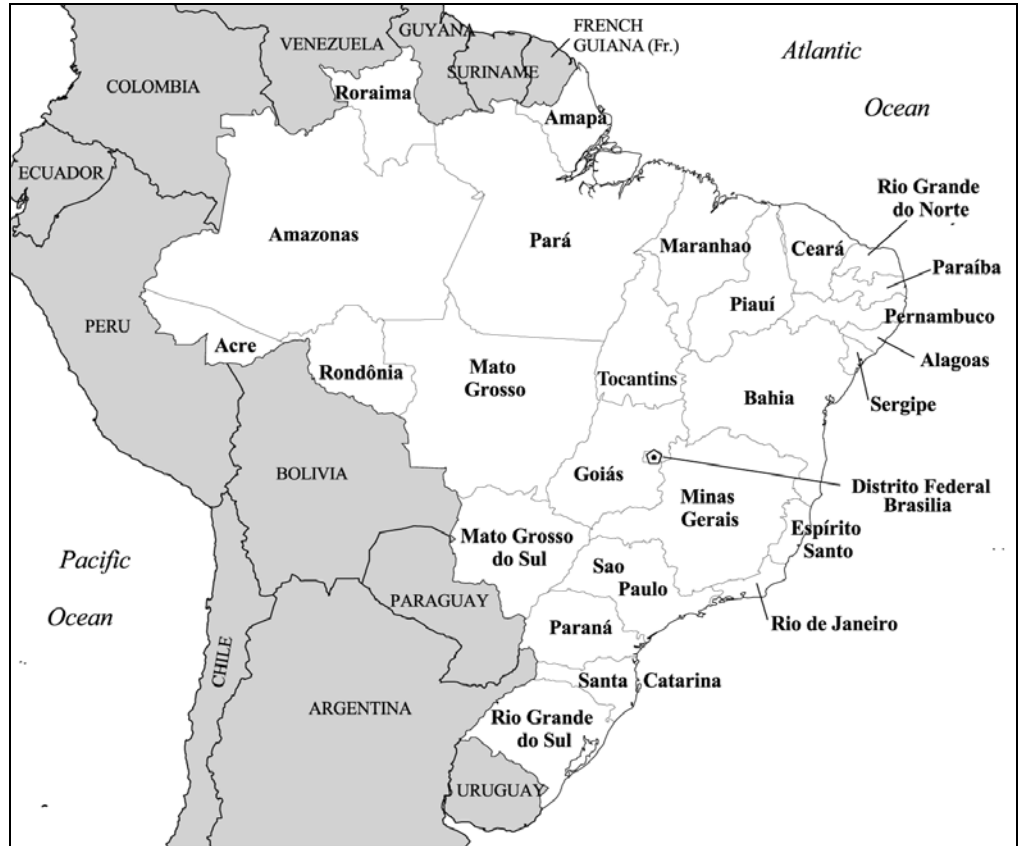 FRENCH
GUIANA (Fr.)
GUYANA
VENEZUELA
Atlantic
Ocean
SURINAME
COLOMBIA
Roraima
Amapá
ECUADOR
Rio Grande
do Norte
Amazonas
Pará
Maranhao
Ceará
Paraíba
Piauí
Pernambuco
PERU
Acre
Rondônia
Mato
Grosso
Tocantins
Alagoas
Bahia
Sergipe
BOLIVIA
Goiás
Distrito Federal
Brasilia
Minas
Gerais
Espírito
Santo
Mato Grosso
do Sul
Pacific
Ocean
Sao
Paulo
PARAGUAY
Rio de Janeiro
Paraná
CHILE
Santa Catarina
ARGENTINA
Rio Grande
do Sul
URUGUAY